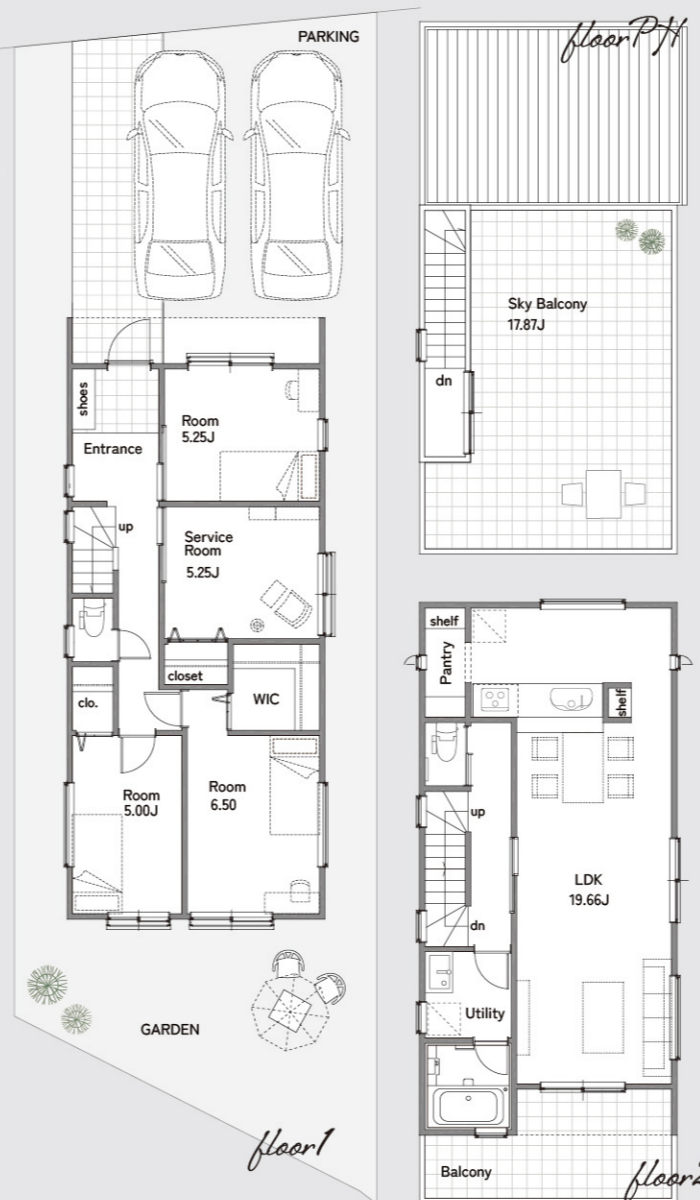 PARKING
shoes
Entrance
Room
5.25J
up
Service
Room
5.25J
closet
clo.
WIC
Room
5.00J
Room
6.50
GARDEN
floor1
floorPH
Sky Balcony
17.87J
dn
shelf
Pantry
shelf
up
LDK
19.66J
dn
Utility
Balcony
floor2